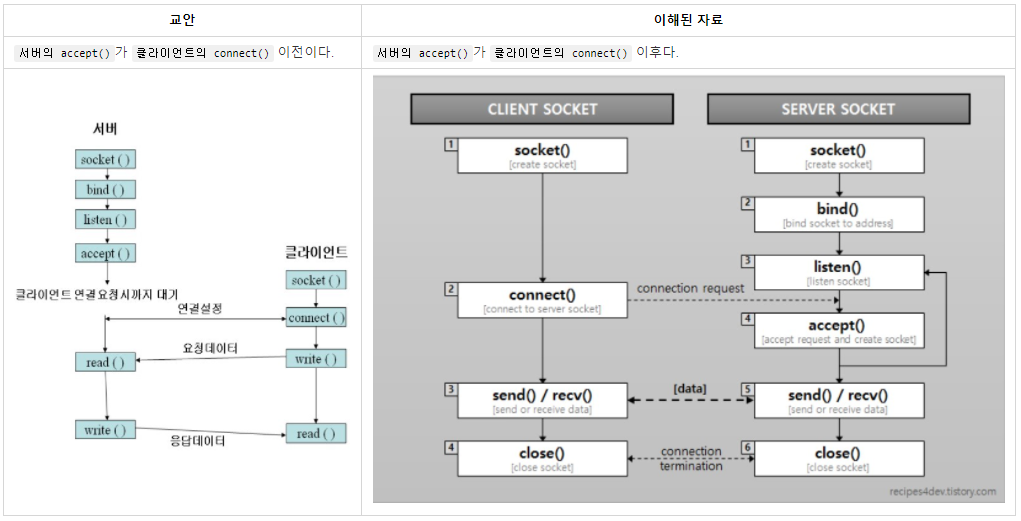 교안
이해된 자료
서버의 accept()가 클라이언트의 connect() 이전이다.
서버의 accept()가 클라이언트의 connect() 이후다.
서버
socket ( )
bind ( )
listen ( )
accept ( )
클라이언트 연결 요청시까지 대기
클라이언트
socket ( )
연결설정
connect ( )
요청데이터
read ( )
write ( )
write ( )
응답데이터
read ( )
CLIENT SOCKET
SERVER SOCKET
1
socket()
[create socket]
1
socket()
[create socket]
2
bind()
[bind socket to address]
3
listen()
[listen socket]
2
connect()
[connect to server socket]
connection request
4
accept()
[accept request and create socket]
3
send() / recv()
[send or receive data]
[data]
5
send() / recv()
[send or receive data]
4
close()
[close socket]
connection
termination
6
close()
[close socket]
recipes4dev.tistory.com